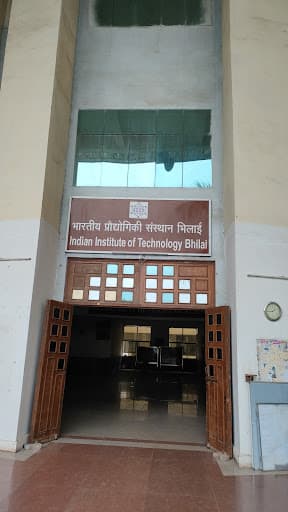 भारतीय प्रौद्योगिकी संस्थान भिलाई
Indian Institute of Technology Bhilai